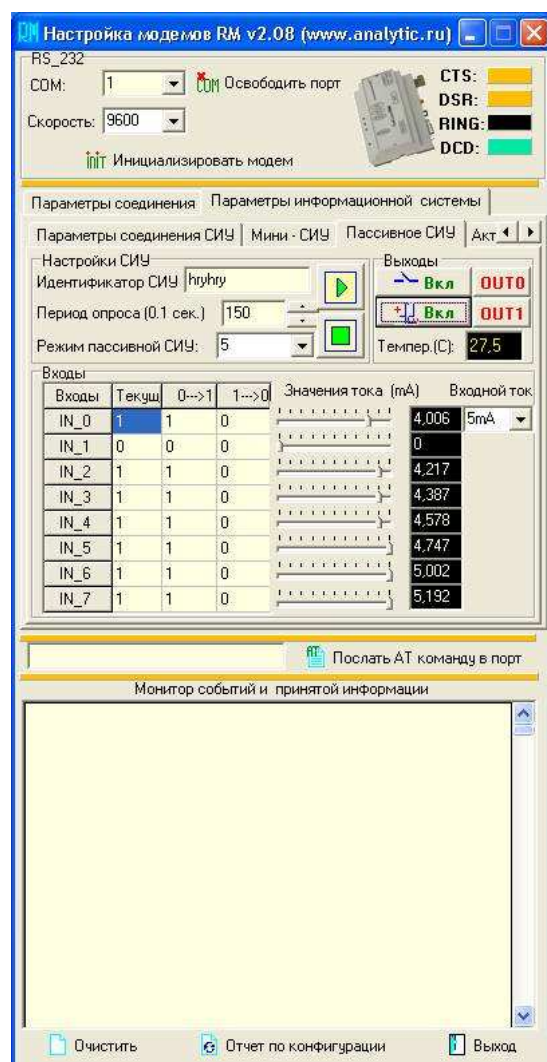 RM Настройка модемов RM v2.08 (www.analytic.ru)
RS_232
COM: 1 COM Освободить порт
CTS:
DSR:
Скорость: 9600
RING:
DCD:
init Инициализировать модем
Параметры соединения Параметры информационной системы
Параметры соединения СИУ Мини - СИУ Пассивное СИУ Акт
Настройки СИУ
Идентификатор СИУ hryhry
Период опроса (0.1 сек.) 150
Режим пассивной СИУ: 5
Выходы
Вкл OUT0
Вкл OUT1
Темпер.(C): 27,5
Входы
Входы Текущ 0--->1 1--->0 Значения тока (mA) Входной ток
IN_0 1 1 0 4,006 5mA
IN_1 0 0 0 0
IN_2 1 1 0 4,217
IN_3 1 1 0 4,387
IN_4 1 1 0 4,578
IN_5 1 1 0 4,747
IN_6 1 1 0 5,002
IN_7 1 1 0 5,192
AT Послать АТ команду в порт
Монитор событий и принятой информации
Очистить Отчет по конфигурации Выход